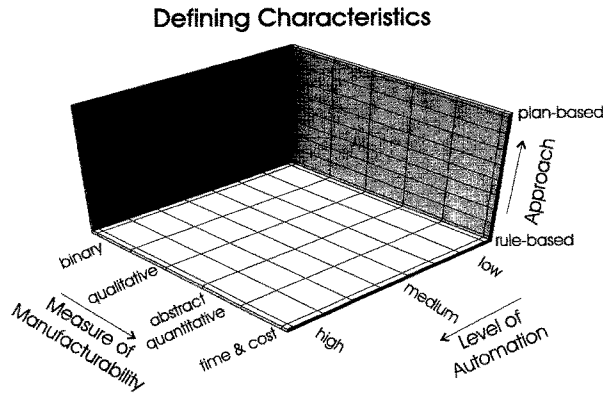 Defining Characteristics
plan-based
Approach
rule-based
binary
qualitative
abstract
quantitative
time & cost
low
medium
high
Measure of
Manufacturability
Level of
Automation